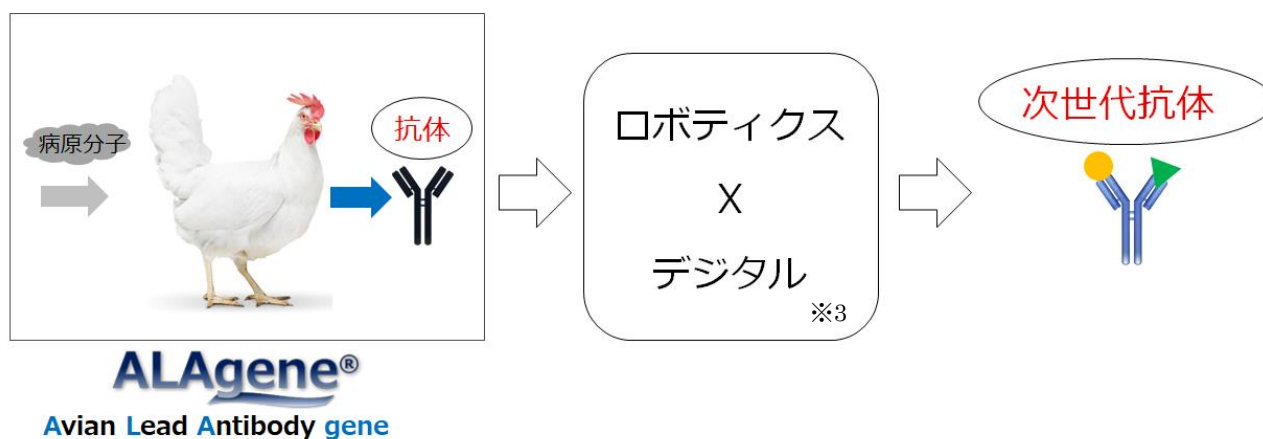 病原分子
抗体
ALAgene®
Avian Lead Antibody gene
ロボティクス
X
デジタル
※3
次世代抗体